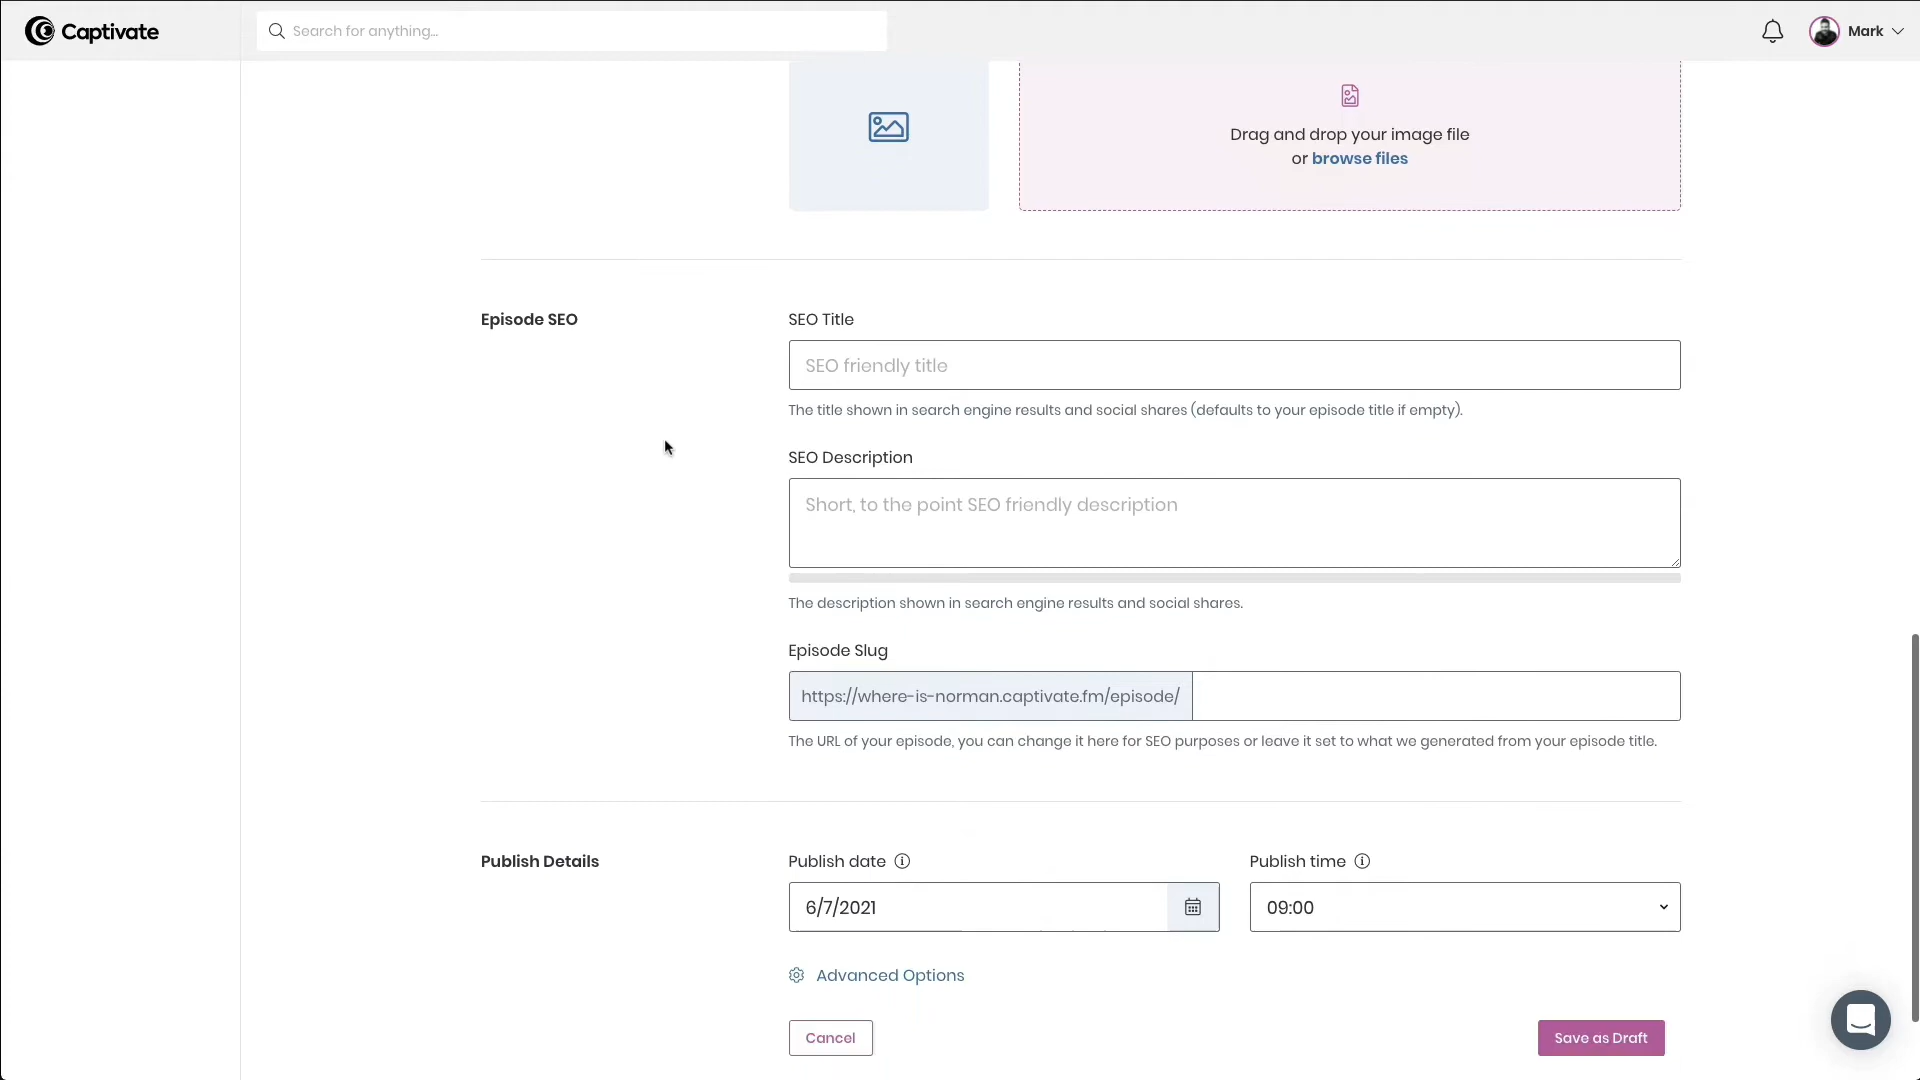 Captivate
Search for anything...
Mark
Drag and drop your image file
or browse files
Episode SEO
SEO Title
SEO friendly title
The title shown in search engine results and social shares (defaults to your episode title if empty).
SEO Description
Short, to the point SEO friendly description
The description shown in search engine results and social shares.
Episode Slug
https://where-is-norman.captivate.fm/episode/
The URL of your episode, you can change it here for SEO purposes or leave it set to what we generated from your episode title.
Publish Details
Publish date
Publish time
6/7/2021
09:00
Advanced Options
Cancel
Save as Draft